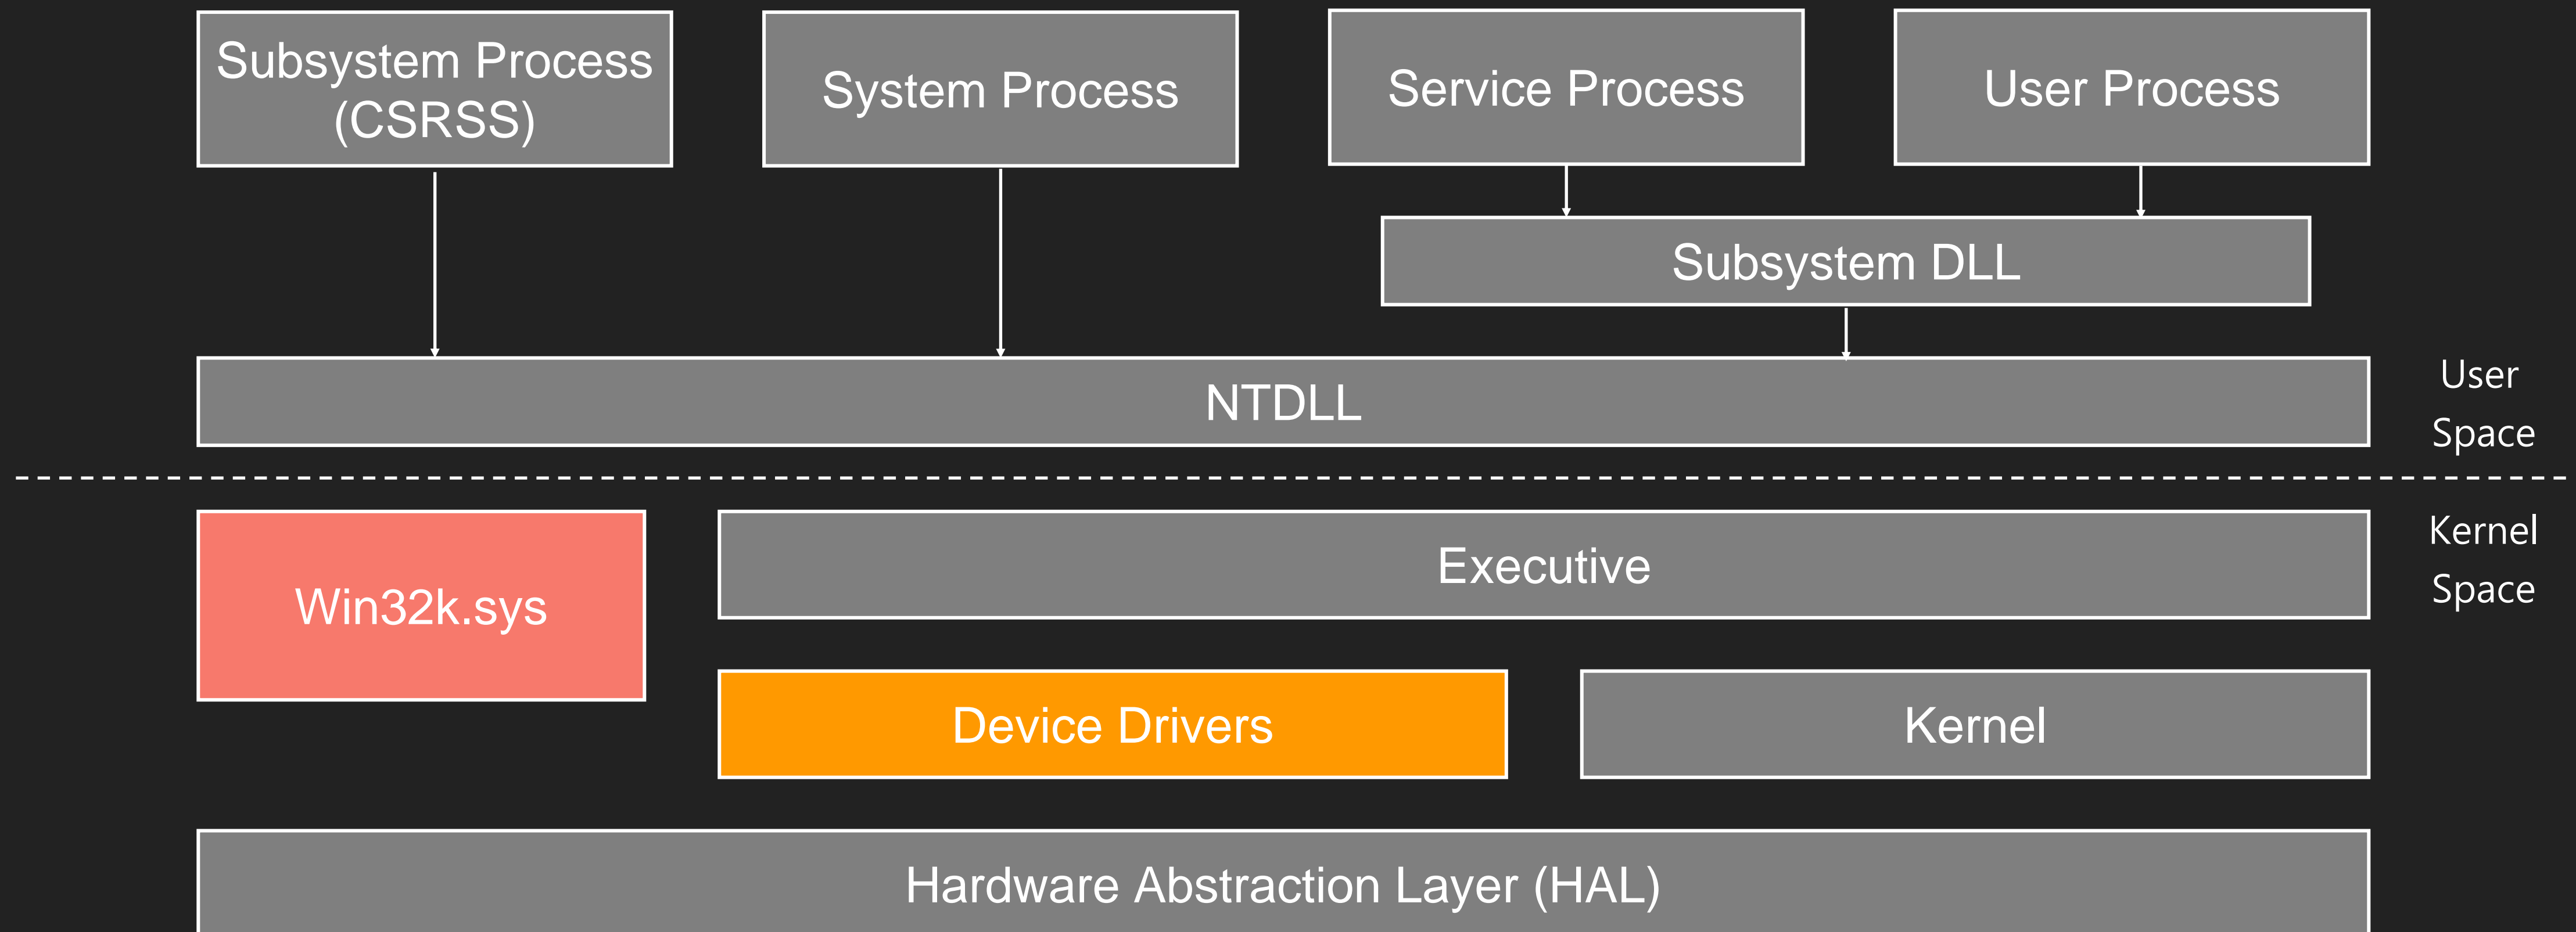 Subsystem Process
(CSRSS)
System Process
Service Process
User Process
Subsystem DLL
NTDLL
User
Space
Win32k.sys
Executive
Kernel
Space
Device Drivers
Kernel
Hardware Abstraction Layer (HAL)